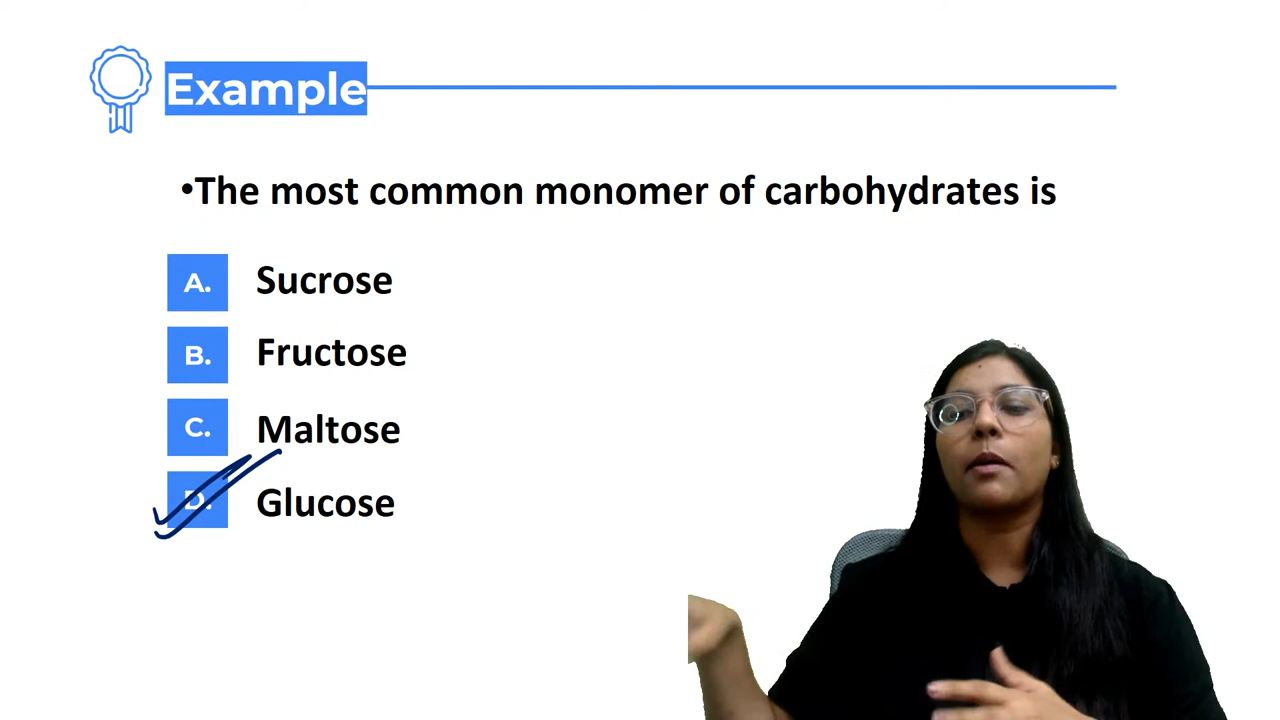 Example
•The most common monomer of carbohydrates is
A. Sucrose
B. Fructose
C. Maltose
D. Glucose